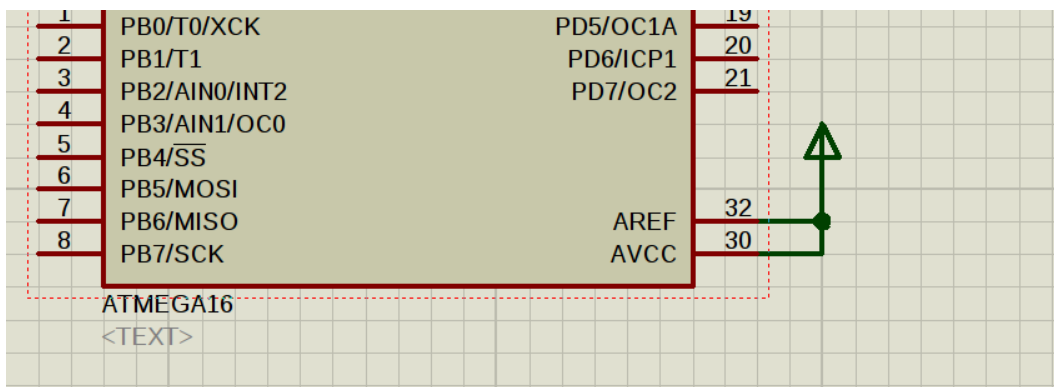 1 PB0/T0/XCK PD5/OC1A 19
2 PB1/T1 PD6/ICP1 20
3 PB2/AIN0/INT2 PD7/OC2 21
4 PB3/AIN1/OC0
5 PB4/SS
6 PB5/MOSI
7 PB6/MISO AREF 32
8 PB7/SCK AVCC 30
ATMEGA16
<TEXT>